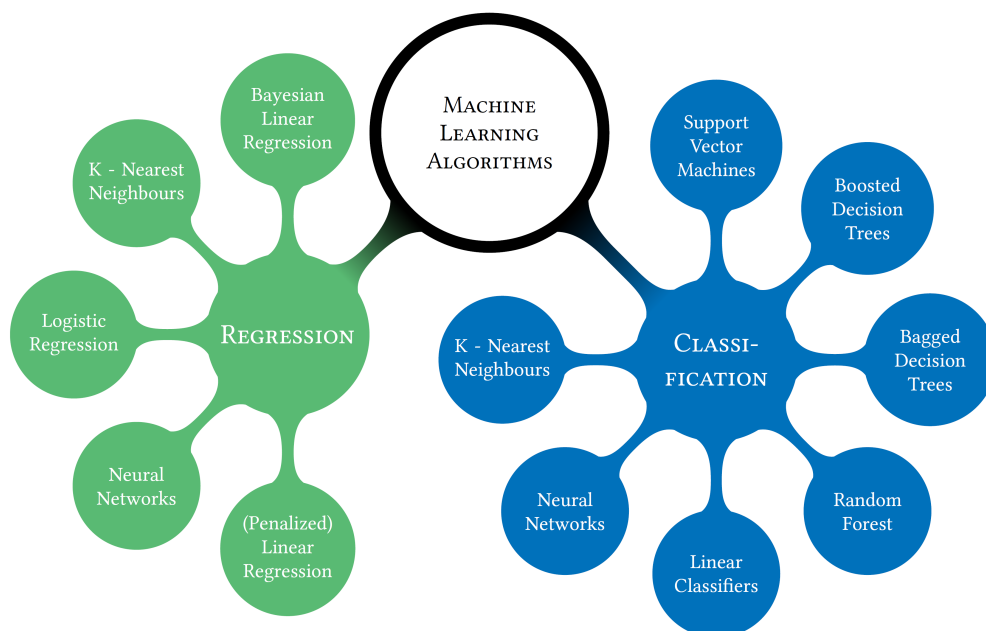 Machine
Learning
Algorithms
Regression
Bayesian
Linear
Regression
K - Nearest
Neighbours
Logistic
Regression
Neural
Networks
(Penalized)
Linear
Regression
Classi-
fication
Support
Vector
Machines
Boosted
Decision
Trees
Bagged
Decision
Trees
Random
Forest
Linear
Classifiers
Neural
Networks
K - Nearest
Neighbours